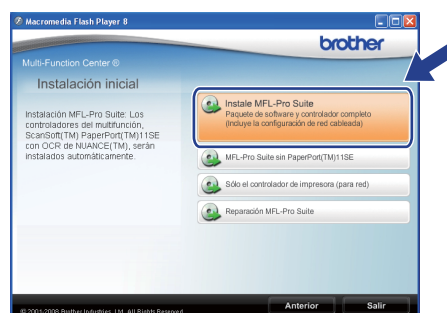 Macromedia Flash Player 8
brother
Multi-Function Center ®
Instalación inicial
Instalación MFL-Pro Suite: Los
controladores del multifunción,
ScanSoft(TM) PaperPort(TM)11SE
con OCR de NUANCE(TM), serán
instalados automáticamente.
Instale MFL-Pro Suite
Paquete de software y controlador completo
(Incluye la configuración de red cableada)
MFL-Pro Suite sin PaperPort(TM)11SE
Sólo el controlador de impresora (para red)
Reparación MFL-Pro Suite
Anterior
Salir
© 2001-2008 Brother Industries, Ltd. All Rights Reserved.